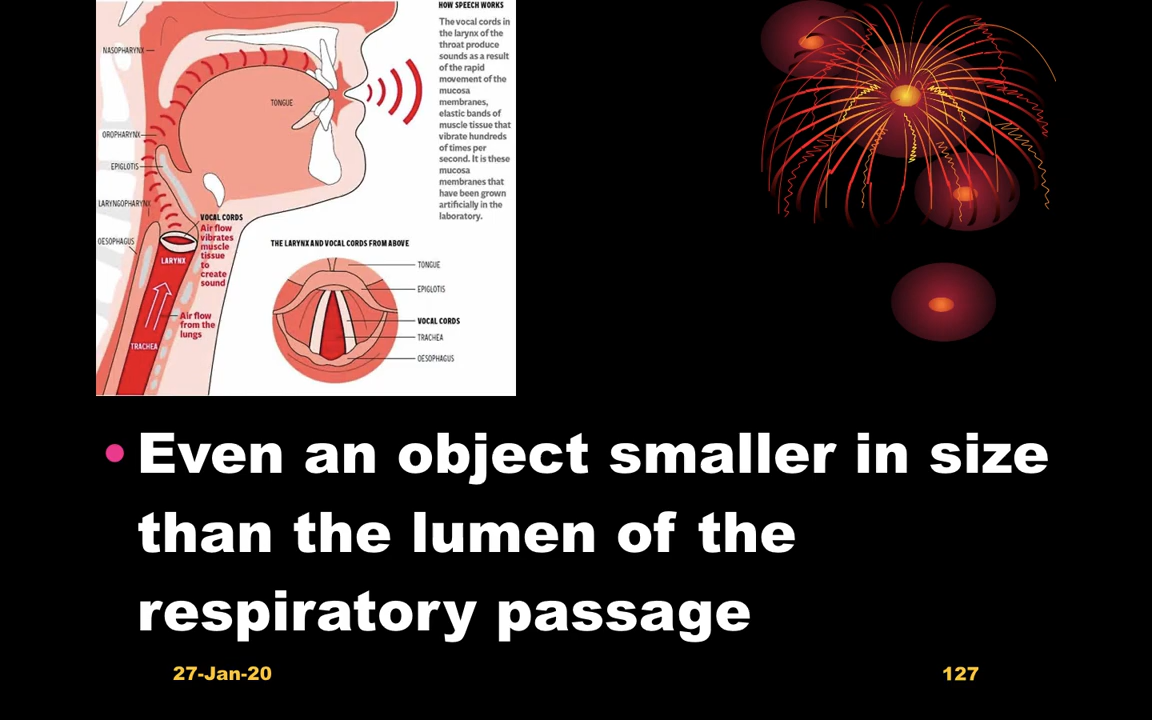 HOW SPEECH WORKS
The vocal cords in
the larynx of the
throat produce
sounds as a result
of the rapid
movement of the
mucosa
membranes,
elastic bands of
muscle tissue that
vibrate hundreds
of times per
second. It is these
mucosa
membranes that
have been grown
artificially in the
laboratory.
NASOPHARYNX
TONGUE
OROPHARYNX
EPIGLOTIS
LARYNGOPHARYNX
OESOPHAGUS
VOCAL CORDS
Air flow
vibrates
muscle
tissue
to
create
sound
LARYNX
Air flow
from the
lungs
TRACHEA
THE LARYNX AND VOCAL CORDS FROM ABOVE
TONGUE
EPIGLOTIS
VOCAL CORDS
TRACHEA
OESOPHAGUS
• Even an object smaller in size
than the lumen of the
respiratory passage
27-Jan-20
127